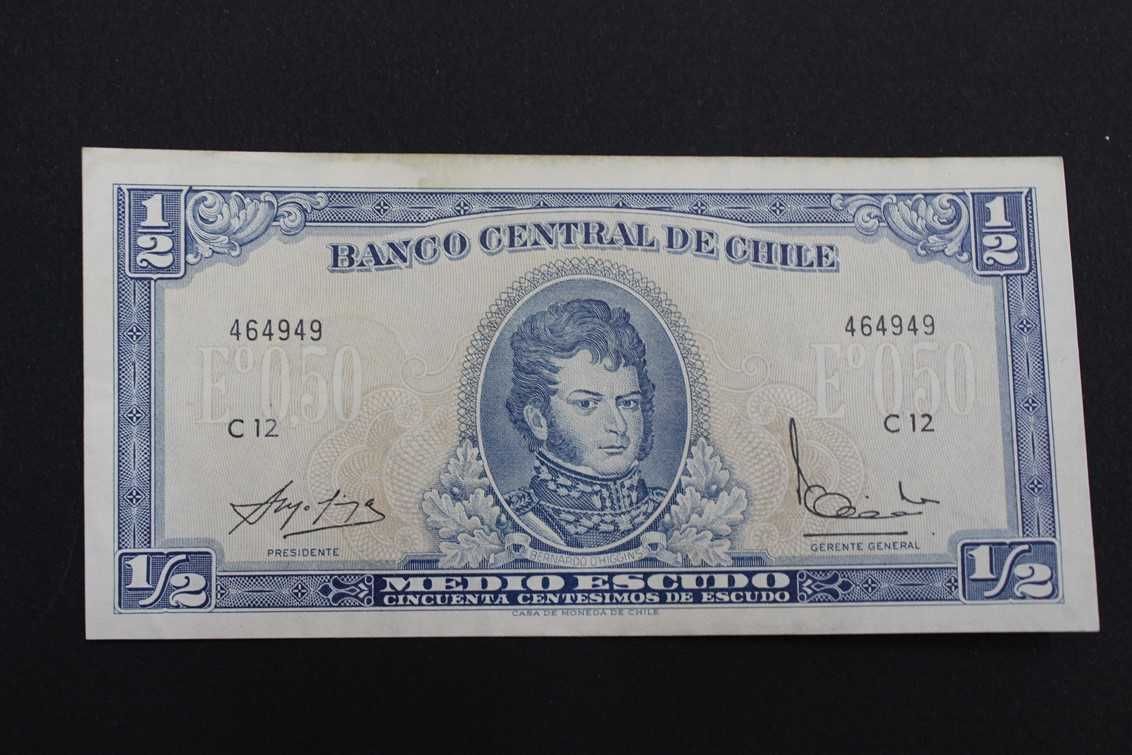 1/2 1/2
BANCO CENTRAL DE CHILE
464949 464949
Eº0,50 Eº0,50
C 12 C 12
PRESIDENTE GERENTE GENERAL
BERNARDO O'HIGGINS
1/2 MEDIO ESCUDO 1/2
CINCUENTA CENTESIMOS DE ESCUDO
CASA DE MONEDA DE CHILE